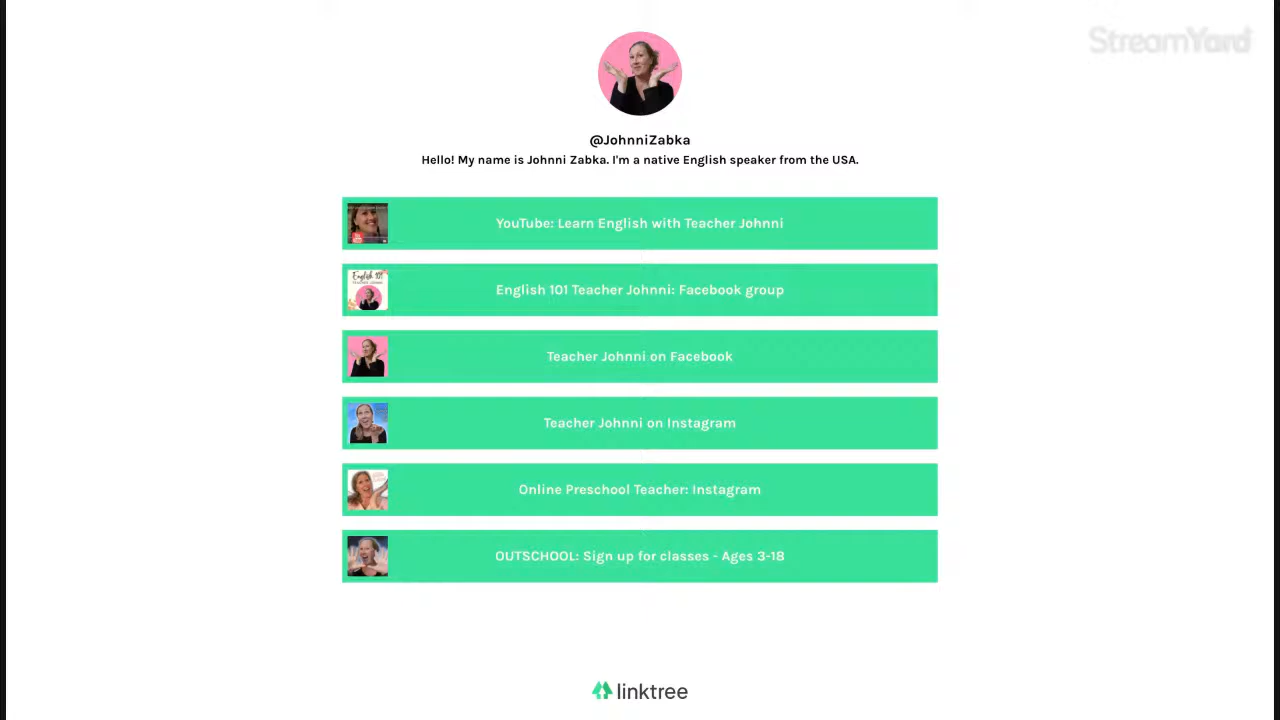 StreamYard
@JohnniZabka
Hello! My name is Johnni Zabka. I'm a native English speaker from the USA.
YouTube: Learn English with Teacher Johnni
English 101
English 101 Teacher Johnni: Facebook group
Teacher Johnni on Facebook
Teacher Johnni on Instagram
Online Preschool Teacher: Instagram
OUTSCHOOL: Sign up for classes - Ages 3-18
linktree